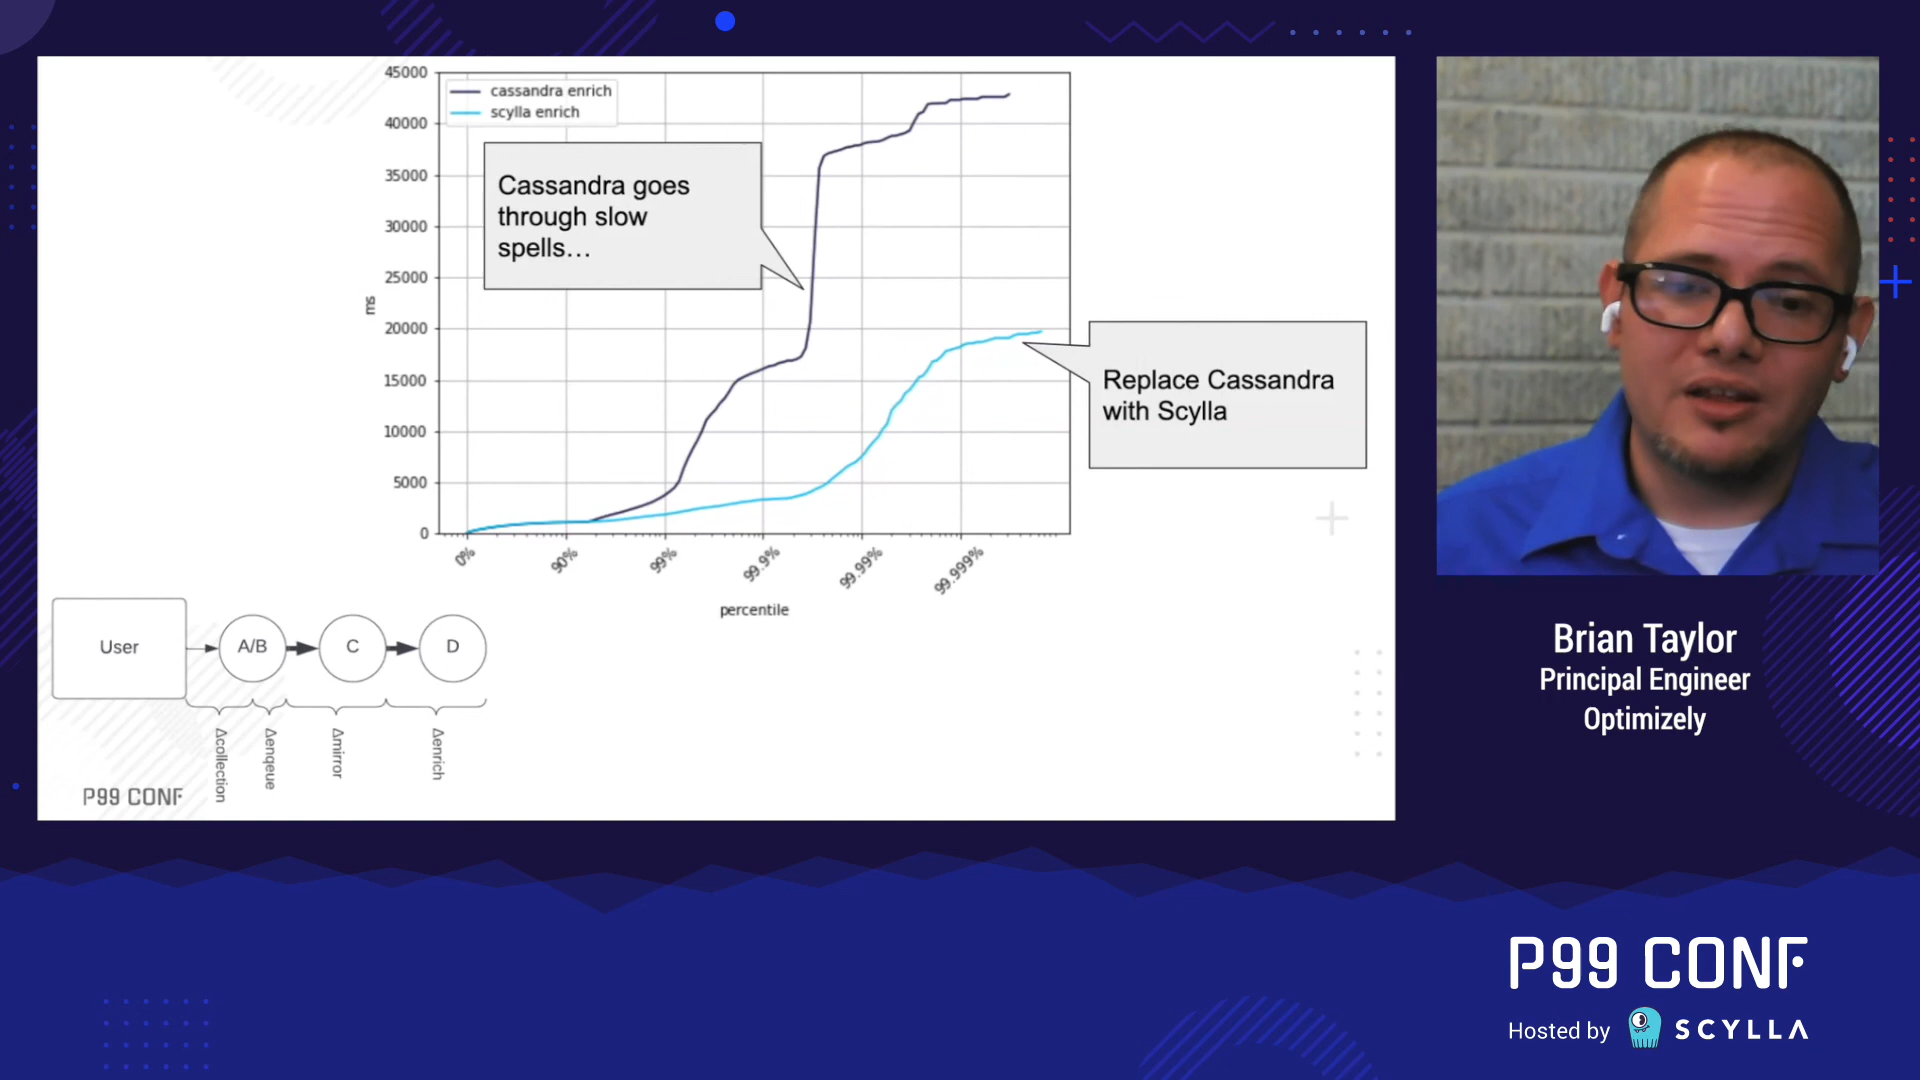 45000
40000
35000
30000
25000
20000
15000
10000
5000
0
ms
cassandra enrich
scylla enrich
Cassandra goes
through slow
spells...
Replace Cassandra
with Scylla
0%
90%
99%
99.9%
99.99%
99.999%
percentile
User
A/B
C
D
Δcollection
Δenqeue
Δmirror
Δenrich
P99 CONF
Brian Taylor
Principal Engineer
Optimizely
P99 CONF
Hosted by SCYLLA